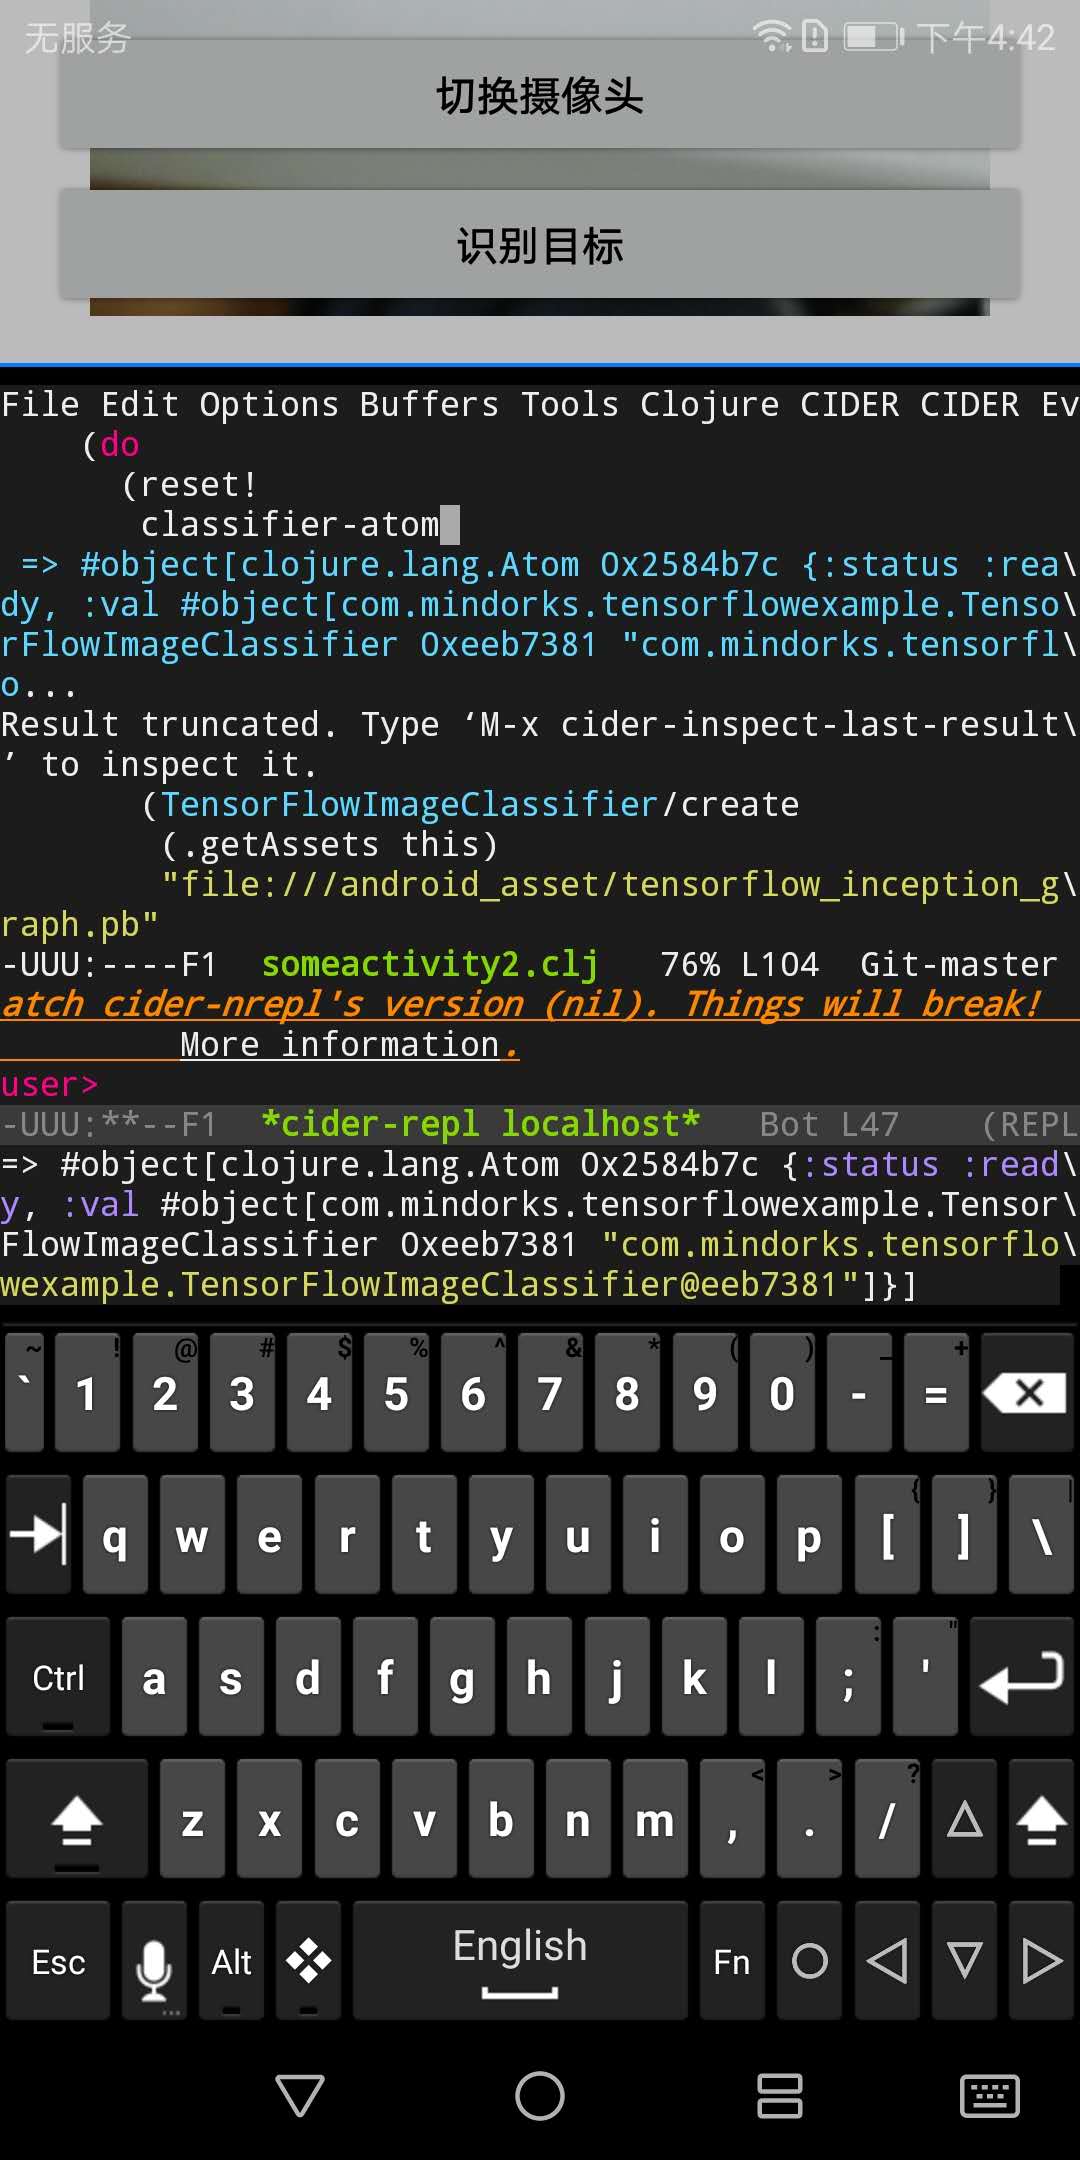 无服务 下午4:42
切换摄像头
识别目标
File Edit Options Buffers Tools Clojure CIDER CIDER Ev
(do
(reset!
classifier-atom
=> #object[clojure.lang.Atom 0x2584b7c {:status :rea\
dy, :val #object[com.mindorks.tensorflowexample.Tenso\
rFlowImageClassifier 0xeeb7381 "com.mindorks.tensorfl\
o...
Result truncated. Type ‘M-x cider-inspect-last-result\
’ to inspect it.
(TensorFlowImageClassifier/create
(.getAssets this)
"file:///android_asset/tensorflow_inception_g\
raph.pb"
-UUU:----F1 someactivity2.clj 76% L104 Git-master
atch cider-nrepl's version (nil). Things will break!
More information.
user>
-UUU:**--F1 *cider-repl localhost* Bot L47 (REPL
=> #object[clojure.lang.Atom 0x2584b7c {:status :read\
y, :val #object[com.mindorks.tensorflowexample.Tensor\
FlowImageClassifier 0xeeb7381 "com.mindorks.tensorflo\
wexample.TensorFlowImageClassifier@eeb7381"]}]
~ ! @ # $ % ^ & * ( ) _ +
` 1 2 3 4 5 6 7 8 9 0 - =
{ } |
q w e r t y u i o p [ ] \
: "
Ctrl a s d f g h j k l ; '
< > ?
z x c v b n m , . /
Esc Alt English Fn